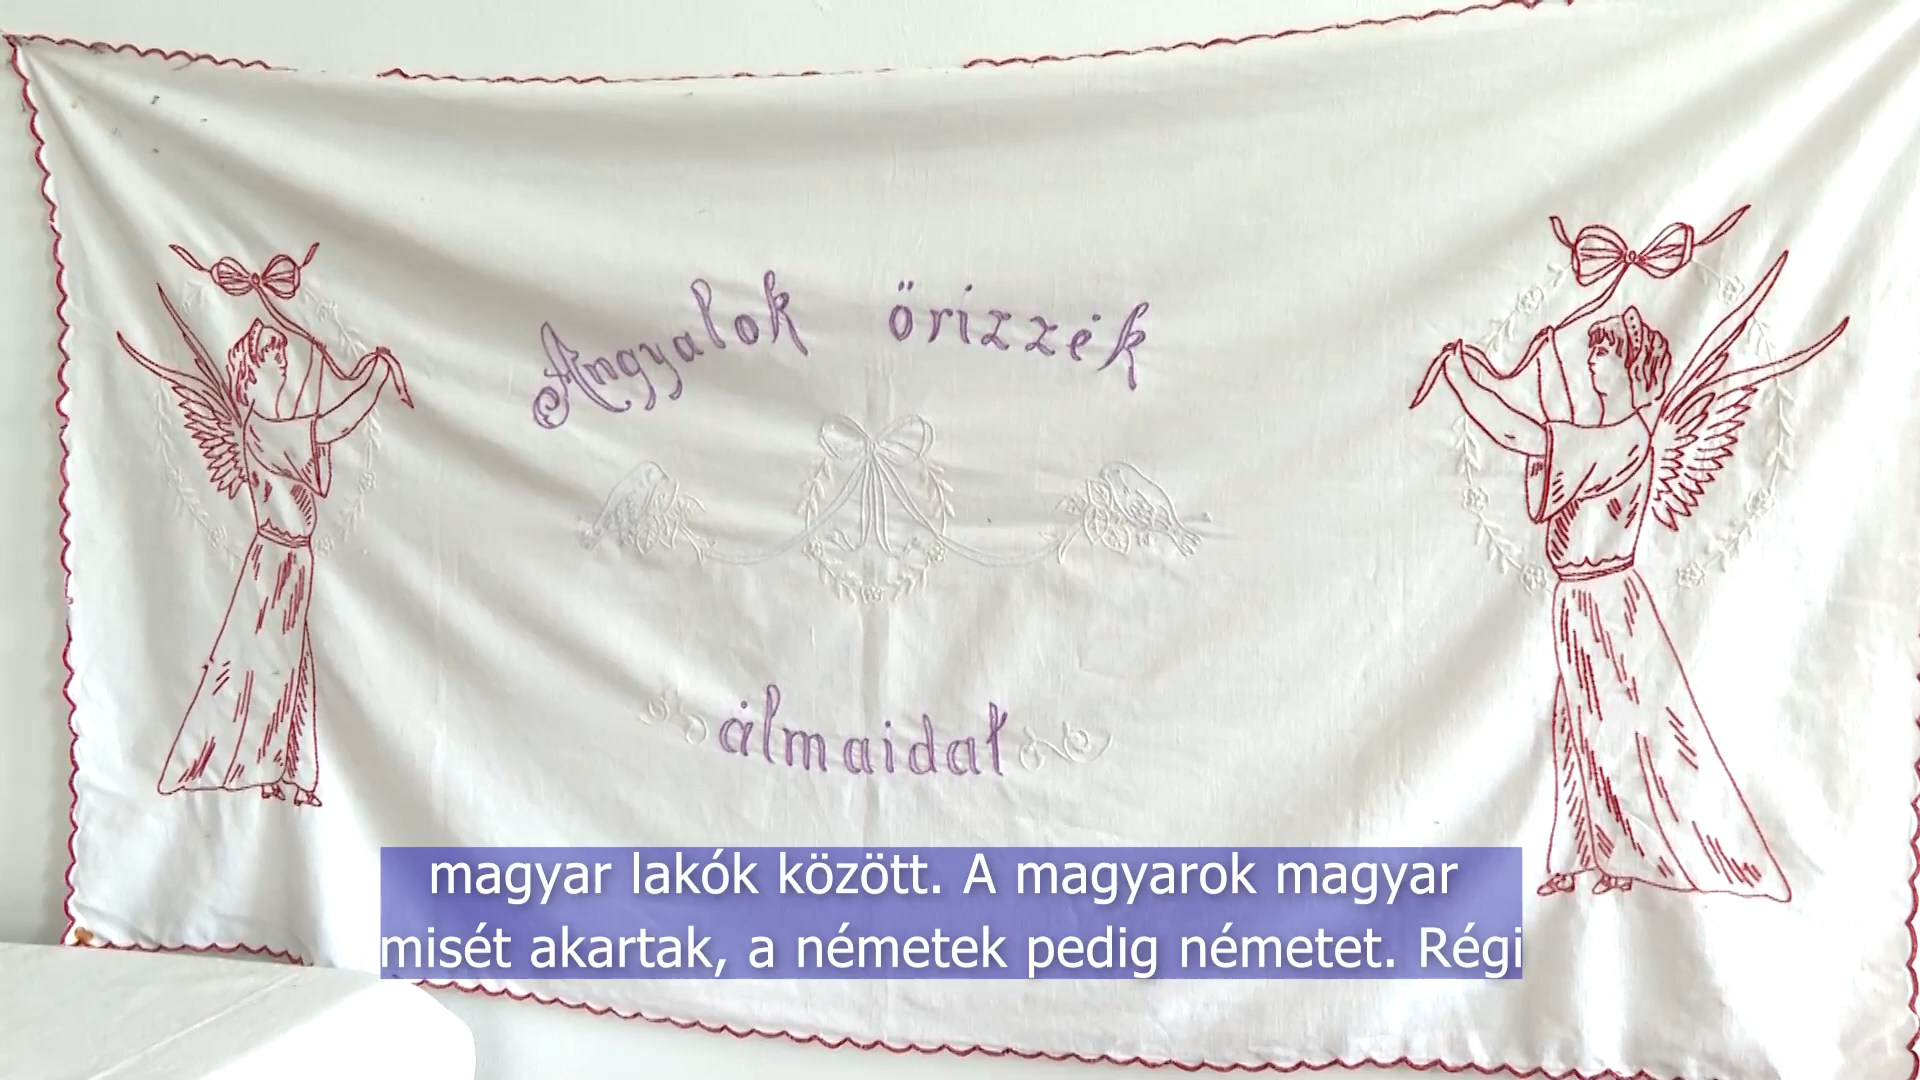 Angyalok őrizzék
álmaidat
magyar lakók között. A magyarok magyar
misét akartak, a németek pedig németet. Régi